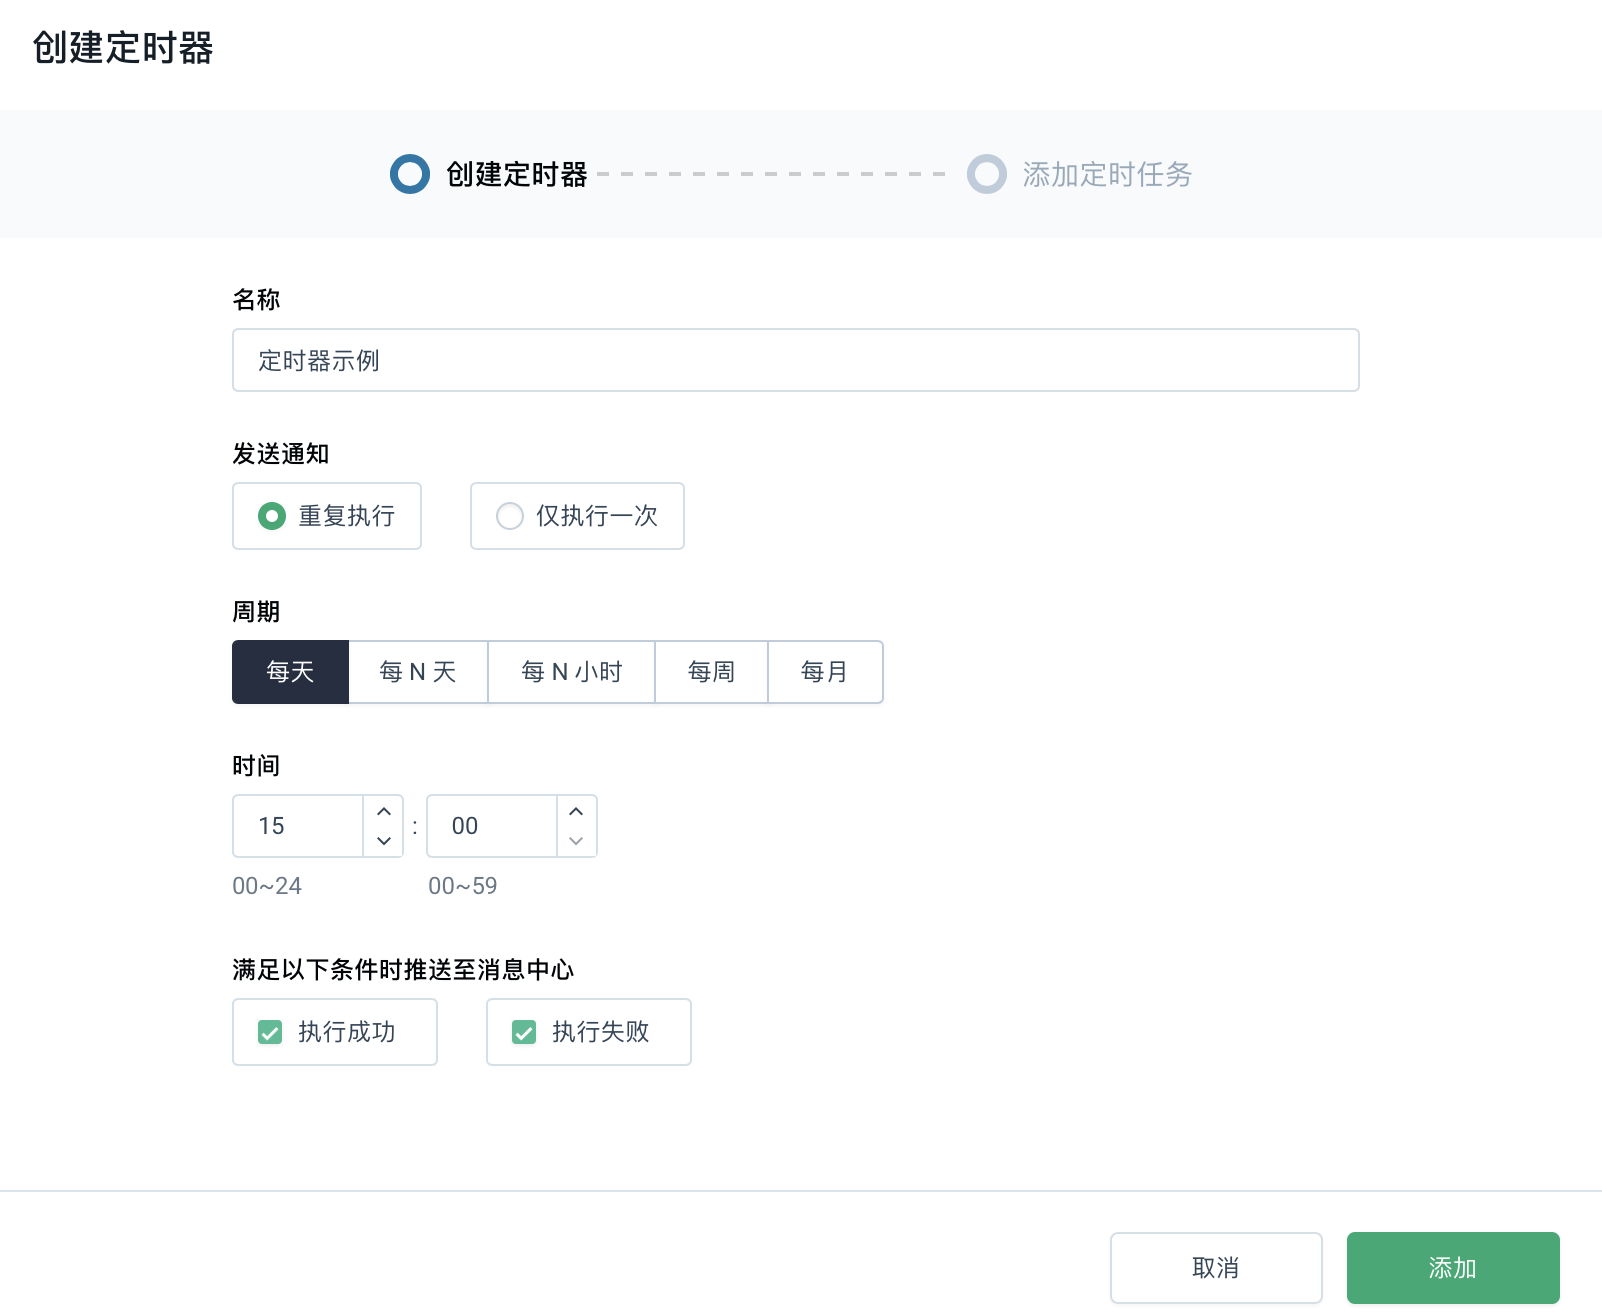 创建定时器
创建定时器 添加定时任务
名称
定时器示例
发送通知
重复执行 仅执行一次
周期
每天 每 N 天 每 N 小时 每周 每月
时间
15 : 00
00~24 00~59
满足以下条件时推送至消息中心
执行成功 执行失败
取消 添加